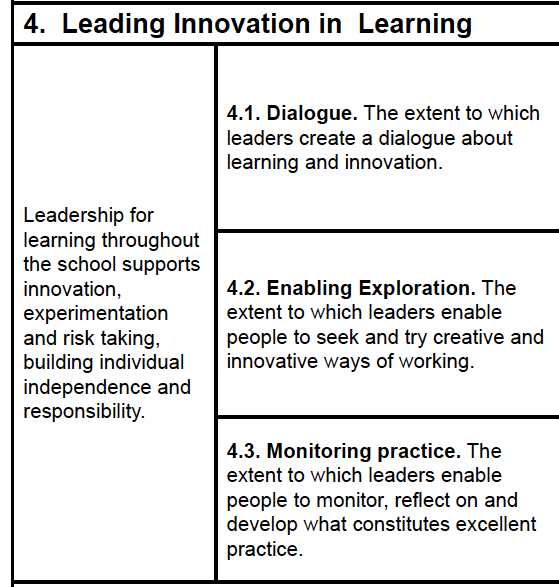 4. Leading Innovation in Learning
Leadership for
learning throughout
the school supports
innovation,
experimentation
and risk taking,
building individual
independence and
responsibility.
4.1. Dialogue. The extent to which
leaders create a dialogue about
learning and innovation.
4.2. Enabling Exploration. The
extent to which leaders enable
people to seek and try creative and
innovative ways of working.
4.3. Monitoring practice. The
extent to which leaders enable
people to monitor, reflect on and
develop what constitutes excellent
practice.